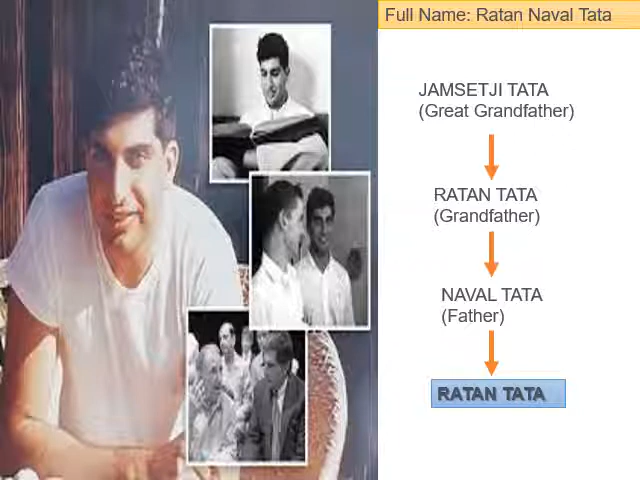 Full Name: Ratan Naval Tata
JAMSETJI TATA
(Great Grandfather)
RATAN TATA
(Grandfather)
NAVAL TATA
(Father)
RATAN TATA